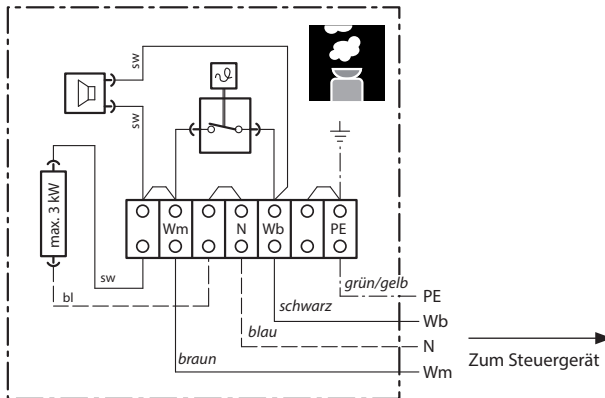 sw
sw
max. 3 kW
Wm
N
Wb
PE
sw
bl
grün/gelb
PE
schwarz
Wb
blau
N
braun
Wm
Zum Steuergerät